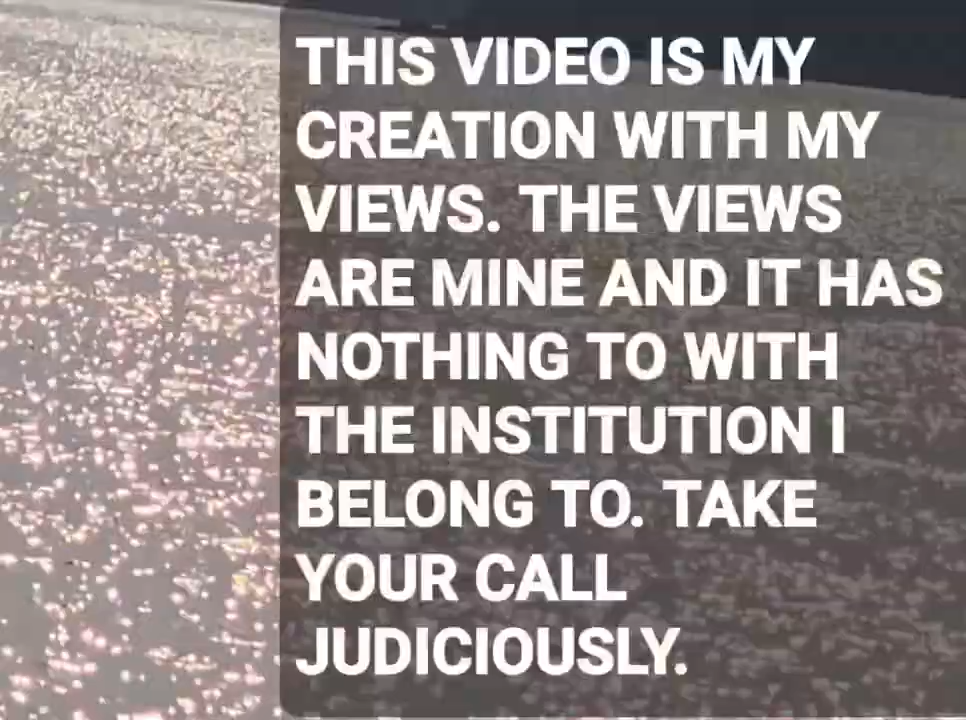 THIS VIDEO IS MY
CREATION WITH MY
VIEWS. THE VIEWS
ARE MINE AND IT HAS
NOTHING TO WITH
THE INSTITUTION I
BELONG TO. TAKE
YOUR CALL
JUDICIOUSLY.